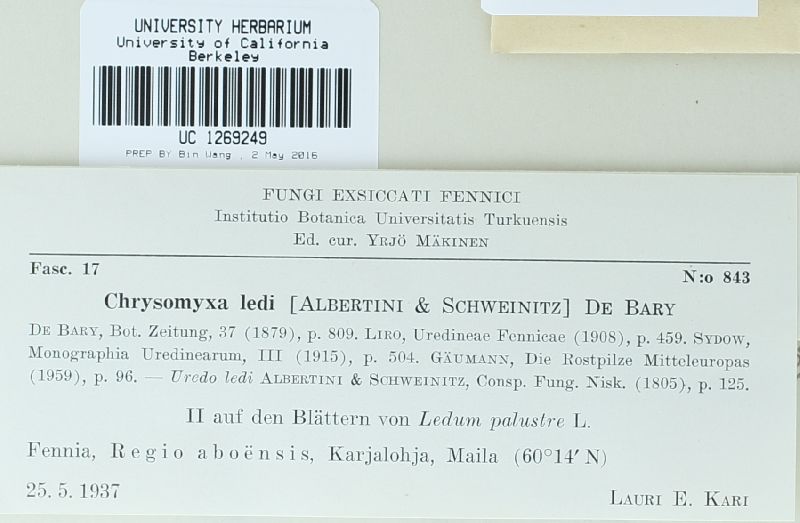 UNIVERSITY HERBARIUM
University of California
Berkeley
UC 1269249
PREP BY Bin Wang , 2 May 2016
FUNGI EXSICCATI FENNICI
Institutio Botanica Universitatis Turkuensis
Ed. cur. YRJÖ MÄKINEN
Fasc. 17 N:o 843
Chrysomyxa ledi [ALBERTINI & SCHWEINITZ] DE BARY
DE BARY, Bot. Zeitung, 37 (1879), p. 809. LIRO, Uredineae Fennicae (1908), p. 459. SYDOW,
Monographia Uredinearum, III (1915), p. 504. GÄUMANN, Die Rostpilze Mitteleuropas
(1959), p. 96. — Uredo ledi ALBERTINI & SCHWEINITZ, Consp. Fung. Nisk. (1805), p. 125.
II auf den Blättern von Ledum palustre L.
Fennia, Regio aboënsis, Karjalohja, Maila (60°14′ N)
25. 5. 1937 LAURI E. KARI